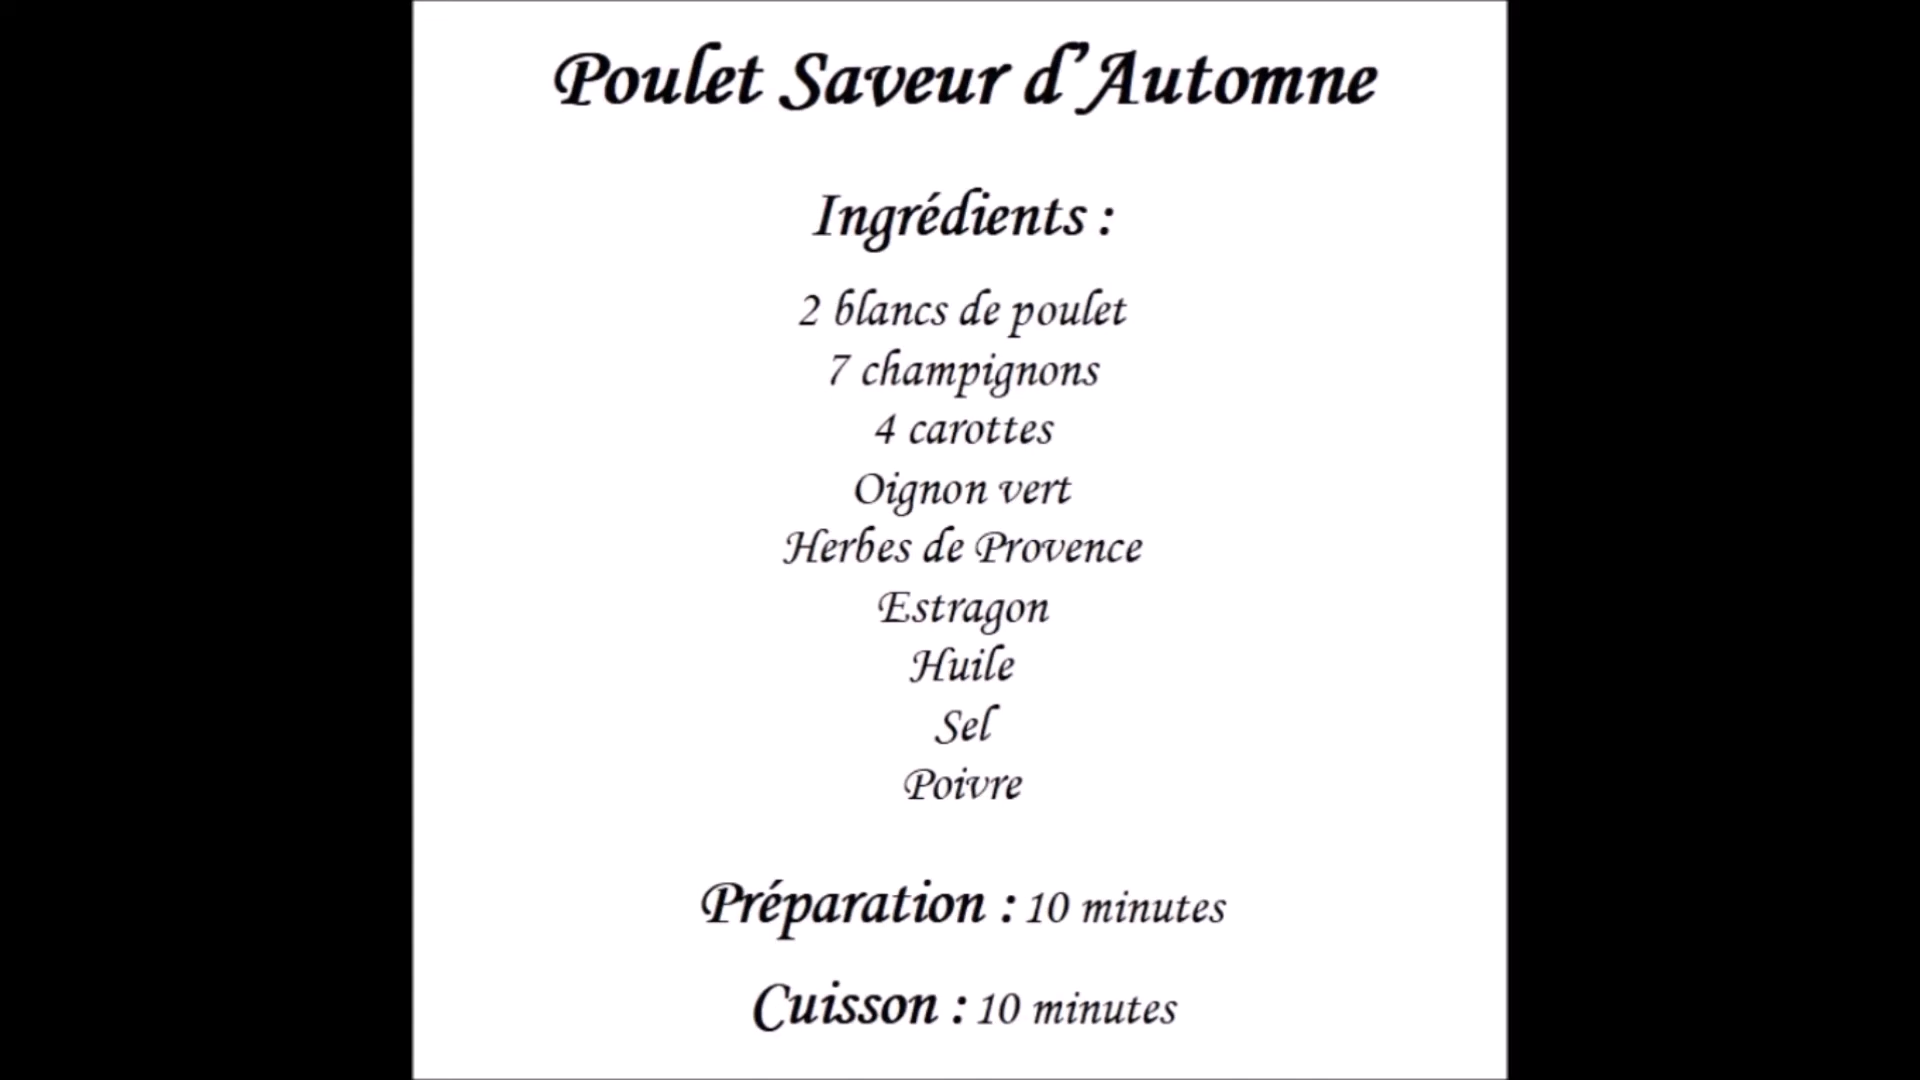 Poulet Saveur d'Automne
Ingrédients :
2 blancs de poulet
7 champignons
4 carottes
Oignon vert
Herbes de Provence
Estragon
Huile
Sel
Poivre
Préparation : 10 minutes
Cuisson : 10 minutes